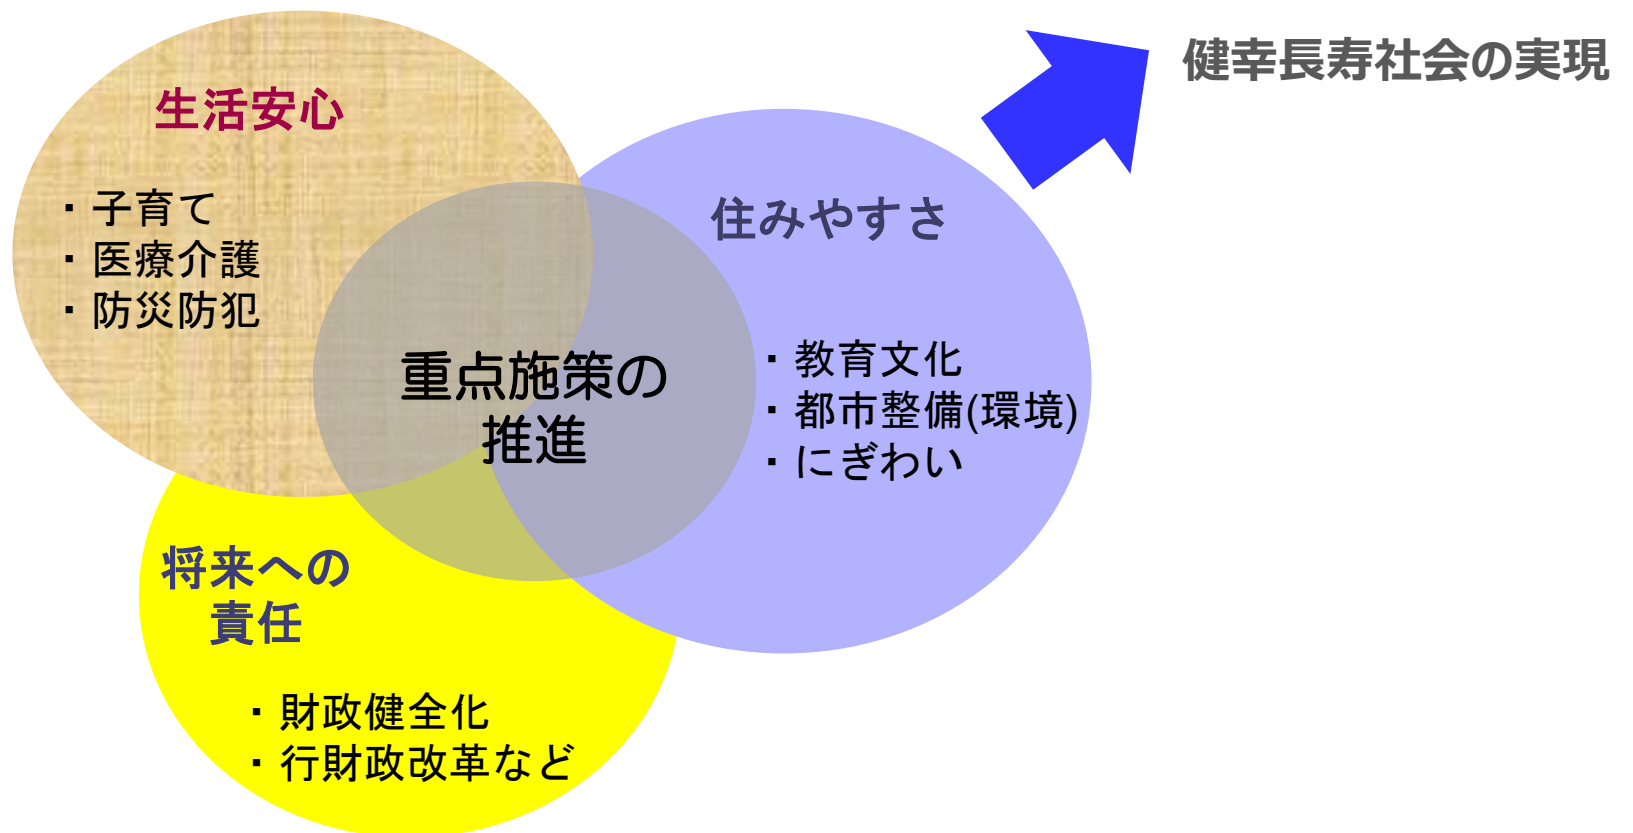 健幸長寿社会の実現
生活安心
・子育て
・医療介護
・防災防犯
住みやすさ
・教育文化
・都市整備(環境)
・にぎわい
重点施策の
推進
将来への
責任
・財政健全化
・行財政改革など